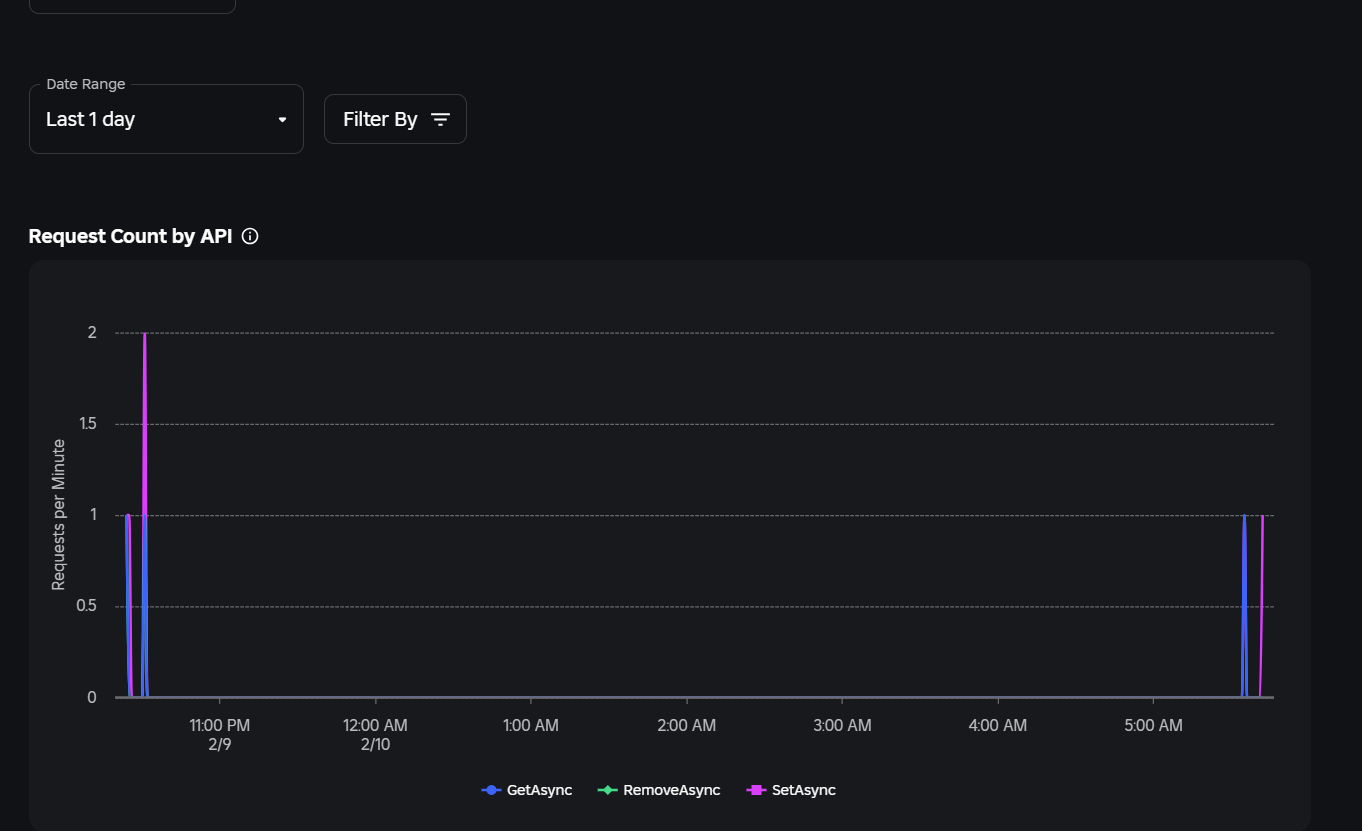 Date Range
Last 1 day
Filter By
Request Count by API
2
1.5
1
0.5
0
Requests per Minute
11:00 PM
2/9
12:00 AM
2/10
1:00 AM
2:00 AM
3:00 AM
4:00 AM
5:00 AM
GetAsync
RemoveAsync
SetAsync